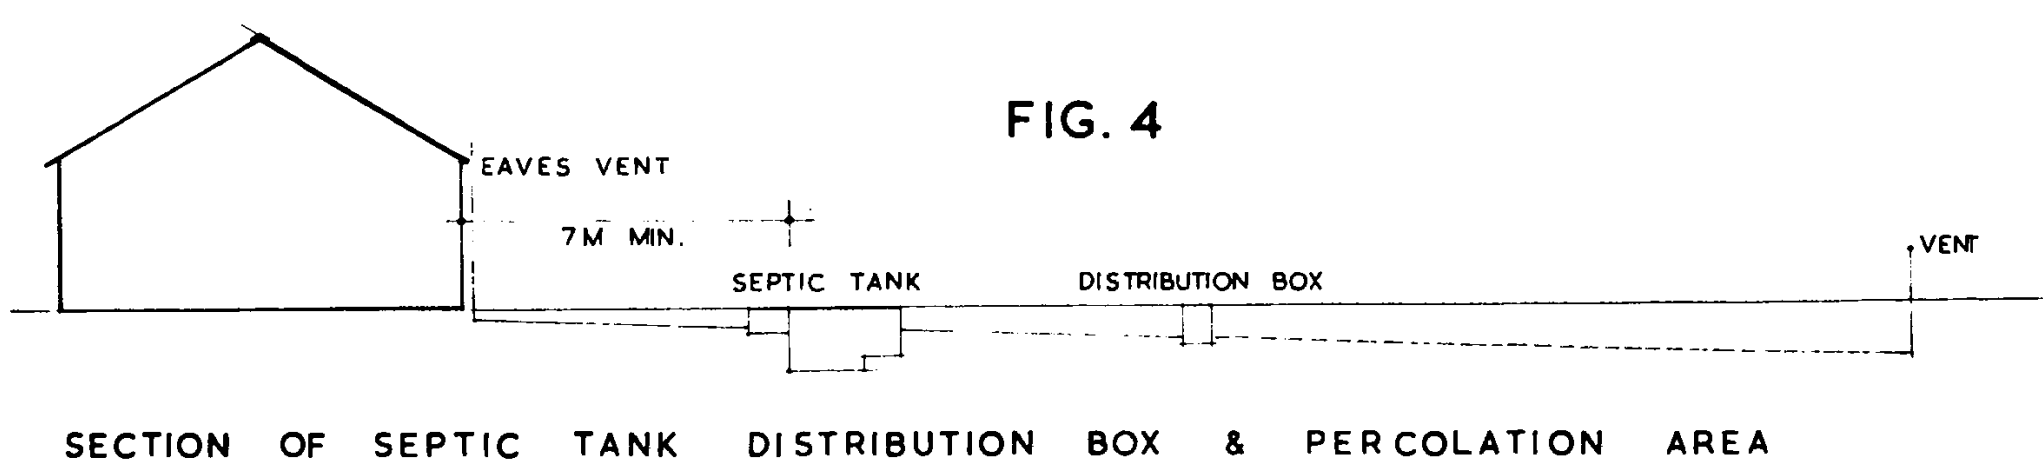 FIG. 4
EAVES VENT
7M MIN.
VENT
SEPTIC TANK
DISTRIBUTION BOX
SECTION OF SEPTIC TANK DISTRIBUTION BOX & PERCOLATION AREA